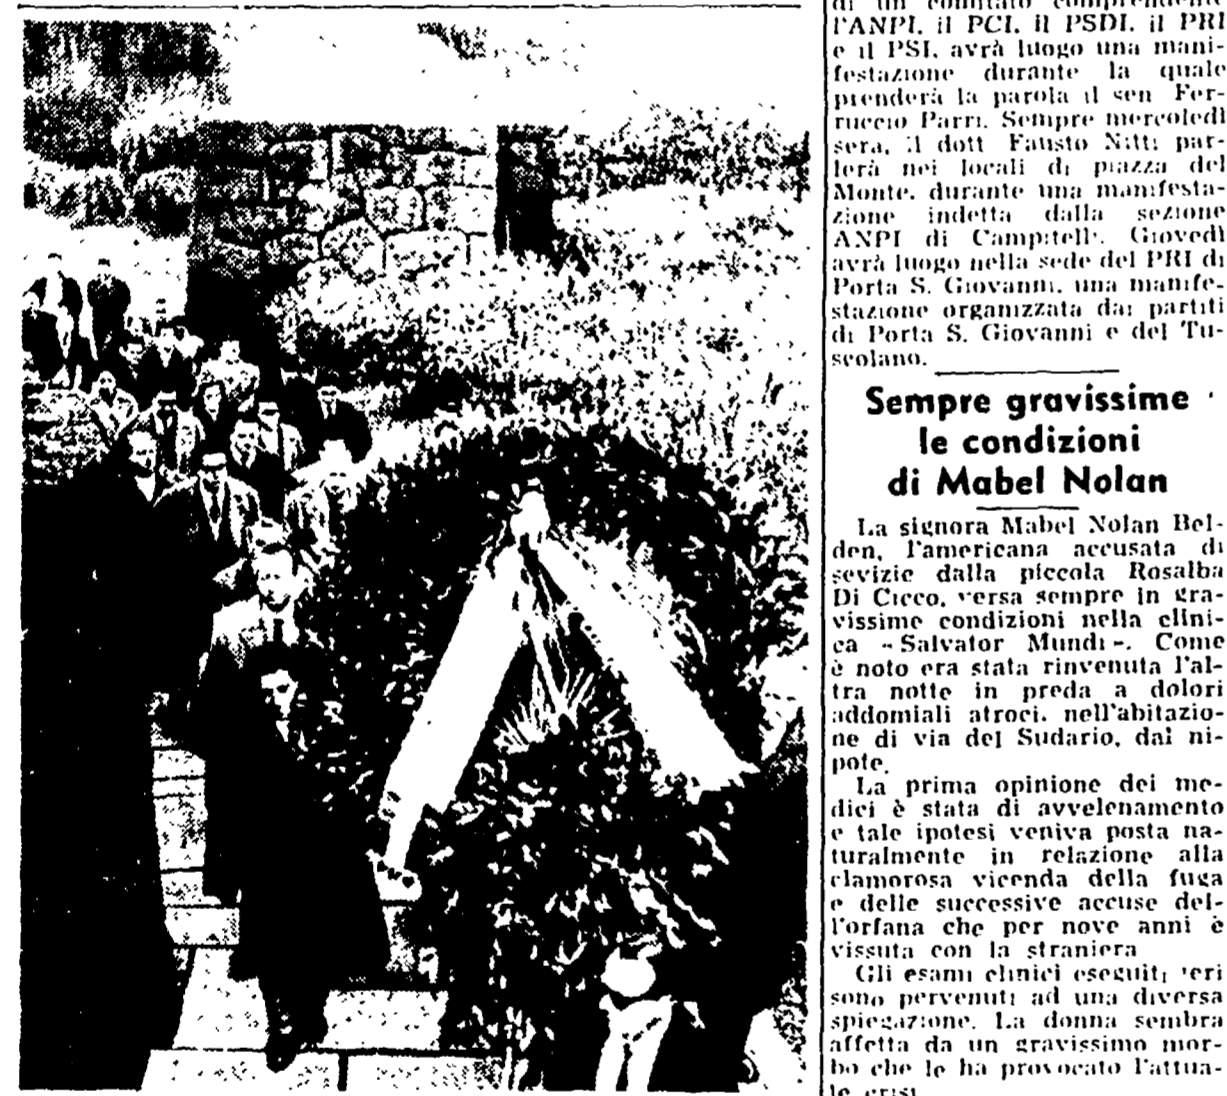 di un comitato comprendente
l'ANPI, il PCI, il PSDI, il PRI
e il PSI, avrà luogo una mani-
festazione durante la quale
prenderà la parola il sen Fer-
ruccio Parri. Sempre mercoledì
sera, il dott Fausto Nitti par-
lerà nei locali di piazza del
Monte, durante una manifesta-
zione indetta dalla sezione
ANPI di Campitelli. Giovedì
avrà luogo nella sede del PRI di
Porta S. Giovanni, una manife-
stazione organizzata dai partiti
di Porta S. Giovanni e del Tu-
scolano.
Sempre gravissime
le condizioni
di Mabel Nolan
La signora Mabel Nolan Bel-
den, l'americana accusata di
sevizie dalla piccola Rosalba
Di Cicco, versa sempre in gra-
vissime condizioni nella clini-
ca «Salvator Mundi». Come
è noto era stata rinvenuta l'al-
tra notte in preda a dolori
addomiali atroci, nell'abitazio-
ne di via del Sudario, dal ni-
pote.
La prima opinione dei me-
dici è stata di avvelenamento
e tale ipotesi veniva posta na-
turalmente in relazione alla
clamorosa vicenda della fuga
e delle successive accuse del-
l'orfana che per nove anni è
vissuta con la straniera
Gli esami clinici eseguiti ieri
sono pervenuti ad una diversa
spiegazione. La donna sembra
affetta da un gravissimo mor-
bo che le ha provocato l'attua-
le crisi